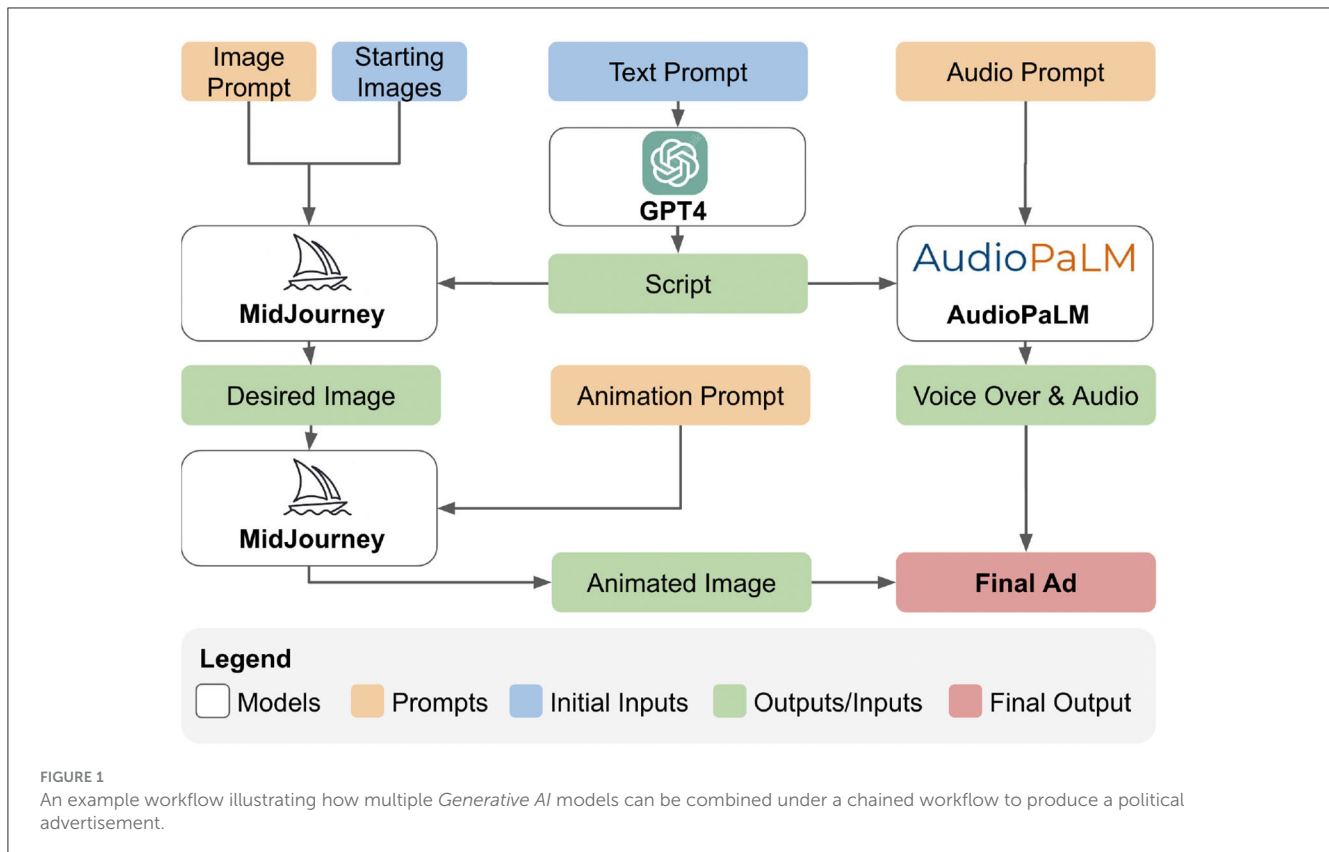 Image
Prompt
Starting
Images
Text Prompt
Audio Prompt
GPT4
MidJourney
Script
AudioPaLM
AudioPaLM
Desired Image
Animation Prompt
Voice Over & Audio
MidJourney
Animated Image
Final Ad
Legend
Models
Prompts
Initial Inputs
Outputs/Inputs
Final Output
FIGURE 1
An example workflow illustrating how multiple Generative AI models can be combined under a chained workflow to produce a political
advertisement.